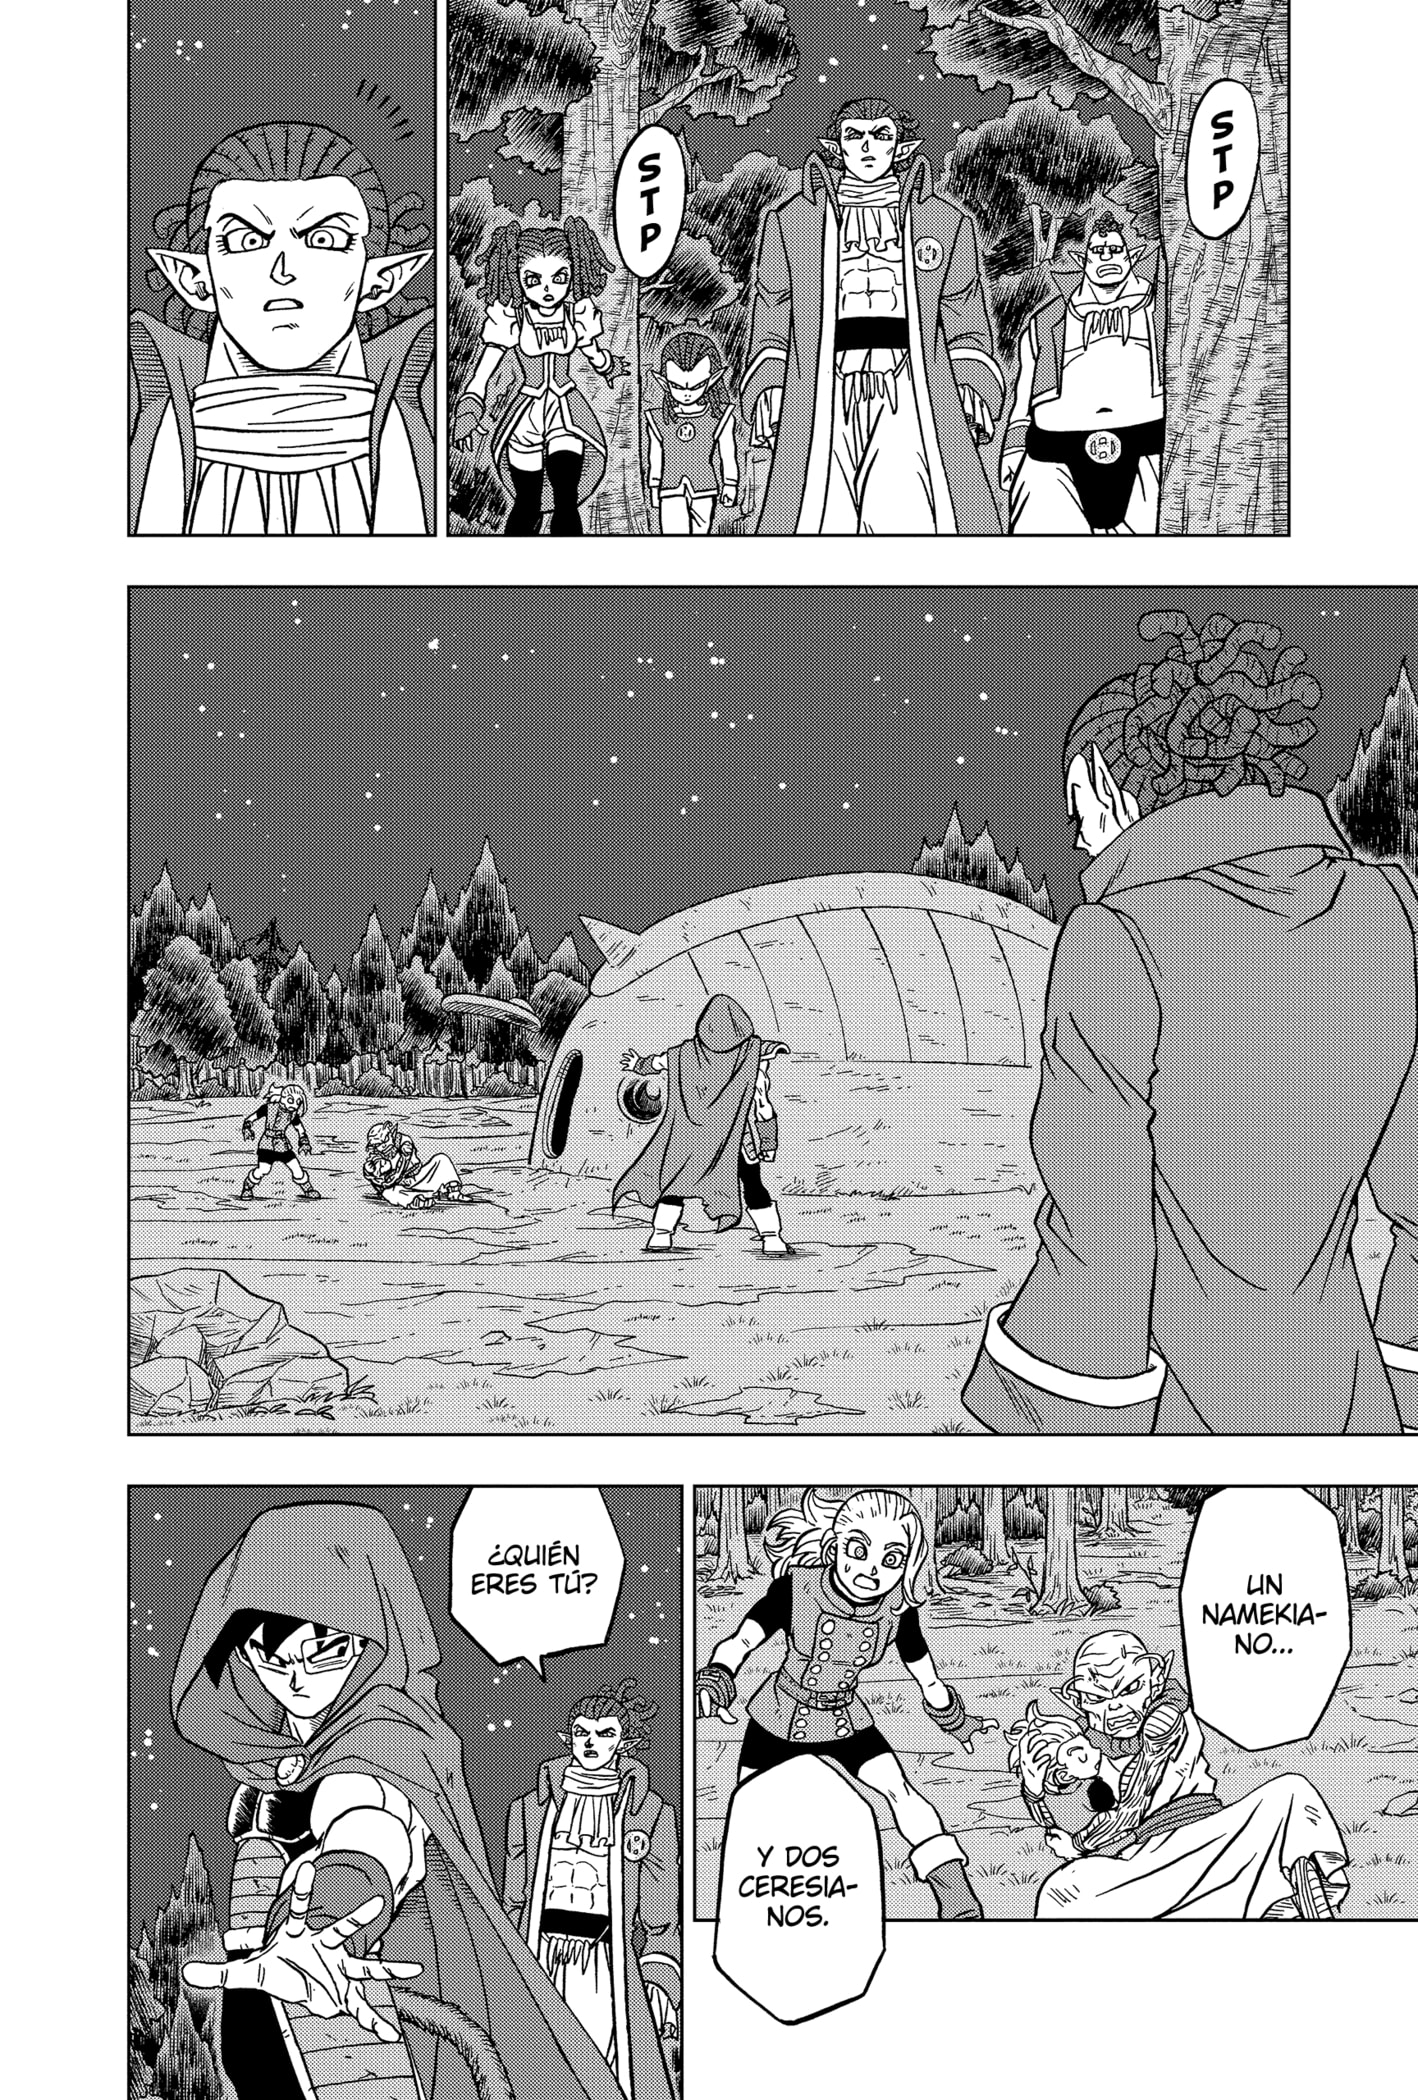 STP
STP
UN
NAMEKIA-
NO...
Y DOS
CERESIA-
NOS.
¿QUIÉN
ERES TÚ?